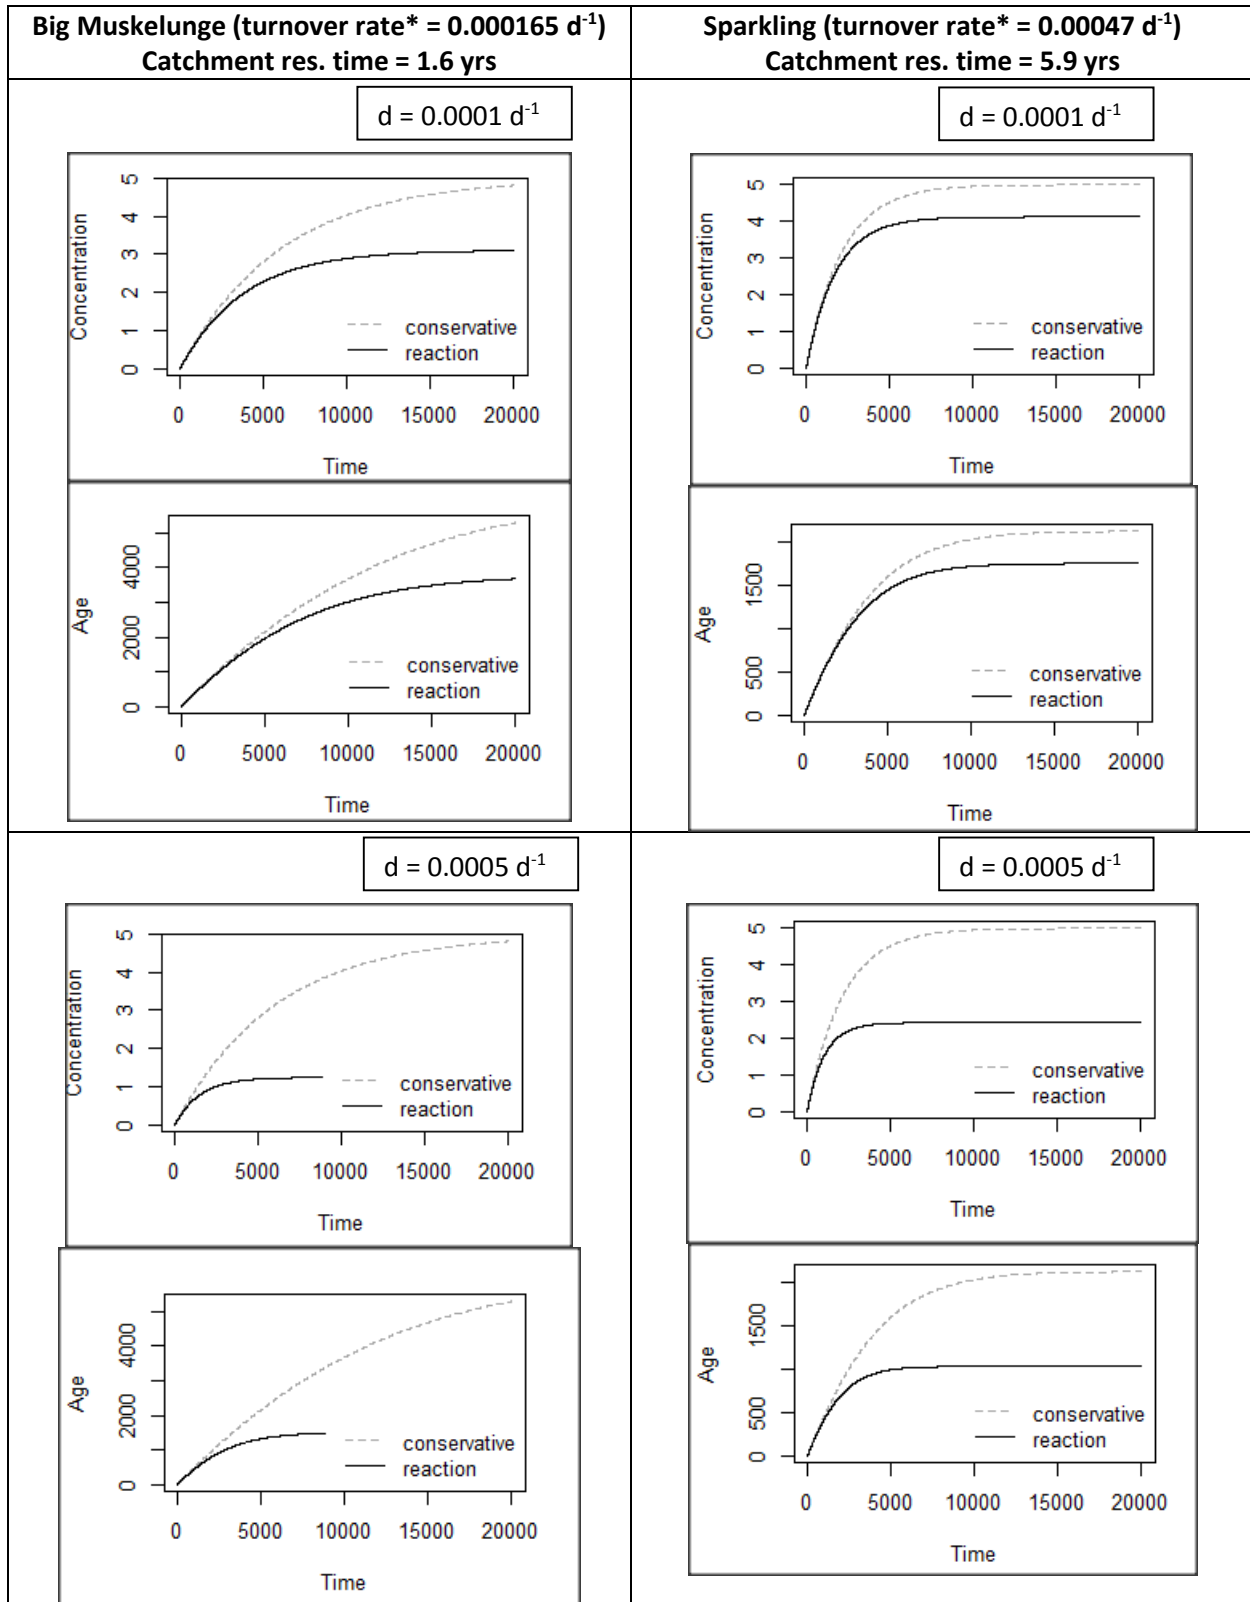 Big Muskelunge (turnover rate* = 0.000165 d-1)
Catchment res. time = 1.6 yrs
Sparkling (turnover rate* = 0.00047 d-1)
Catchment res. time = 5.9 yrs
d = 0.0001 d-1
Concentration
5
4
3
2
1
0
conservative
reaction
0 5000 10000 15000 20000
Time
Age
4000
2000
0
conservative
reaction
0 5000 10000 15000 20000
Time
d = 0.0001 d-1
Concentration
5
4
3
2
1
0
conservative
reaction
0 5000 10000 15000 20000
Time
Age
1500
500
0
conservative
reaction
0 5000 10000 15000 20000
Time
d = 0.0005 d-1
Concentration
5
4
3
2
1
0
conservative
reaction
0 5000 10000 15000 20000
Time
Age
4000
2000
0
conservative
reaction
0 5000 10000 15000 20000
Time
d = 0.0005 d-1
Concentration
5
4
3
2
1
0
conservative
reaction
0 5000 10000 15000 20000
Time
Age
1500
500
0
conservative
reaction
0 5000 10000 15000 20000
Time